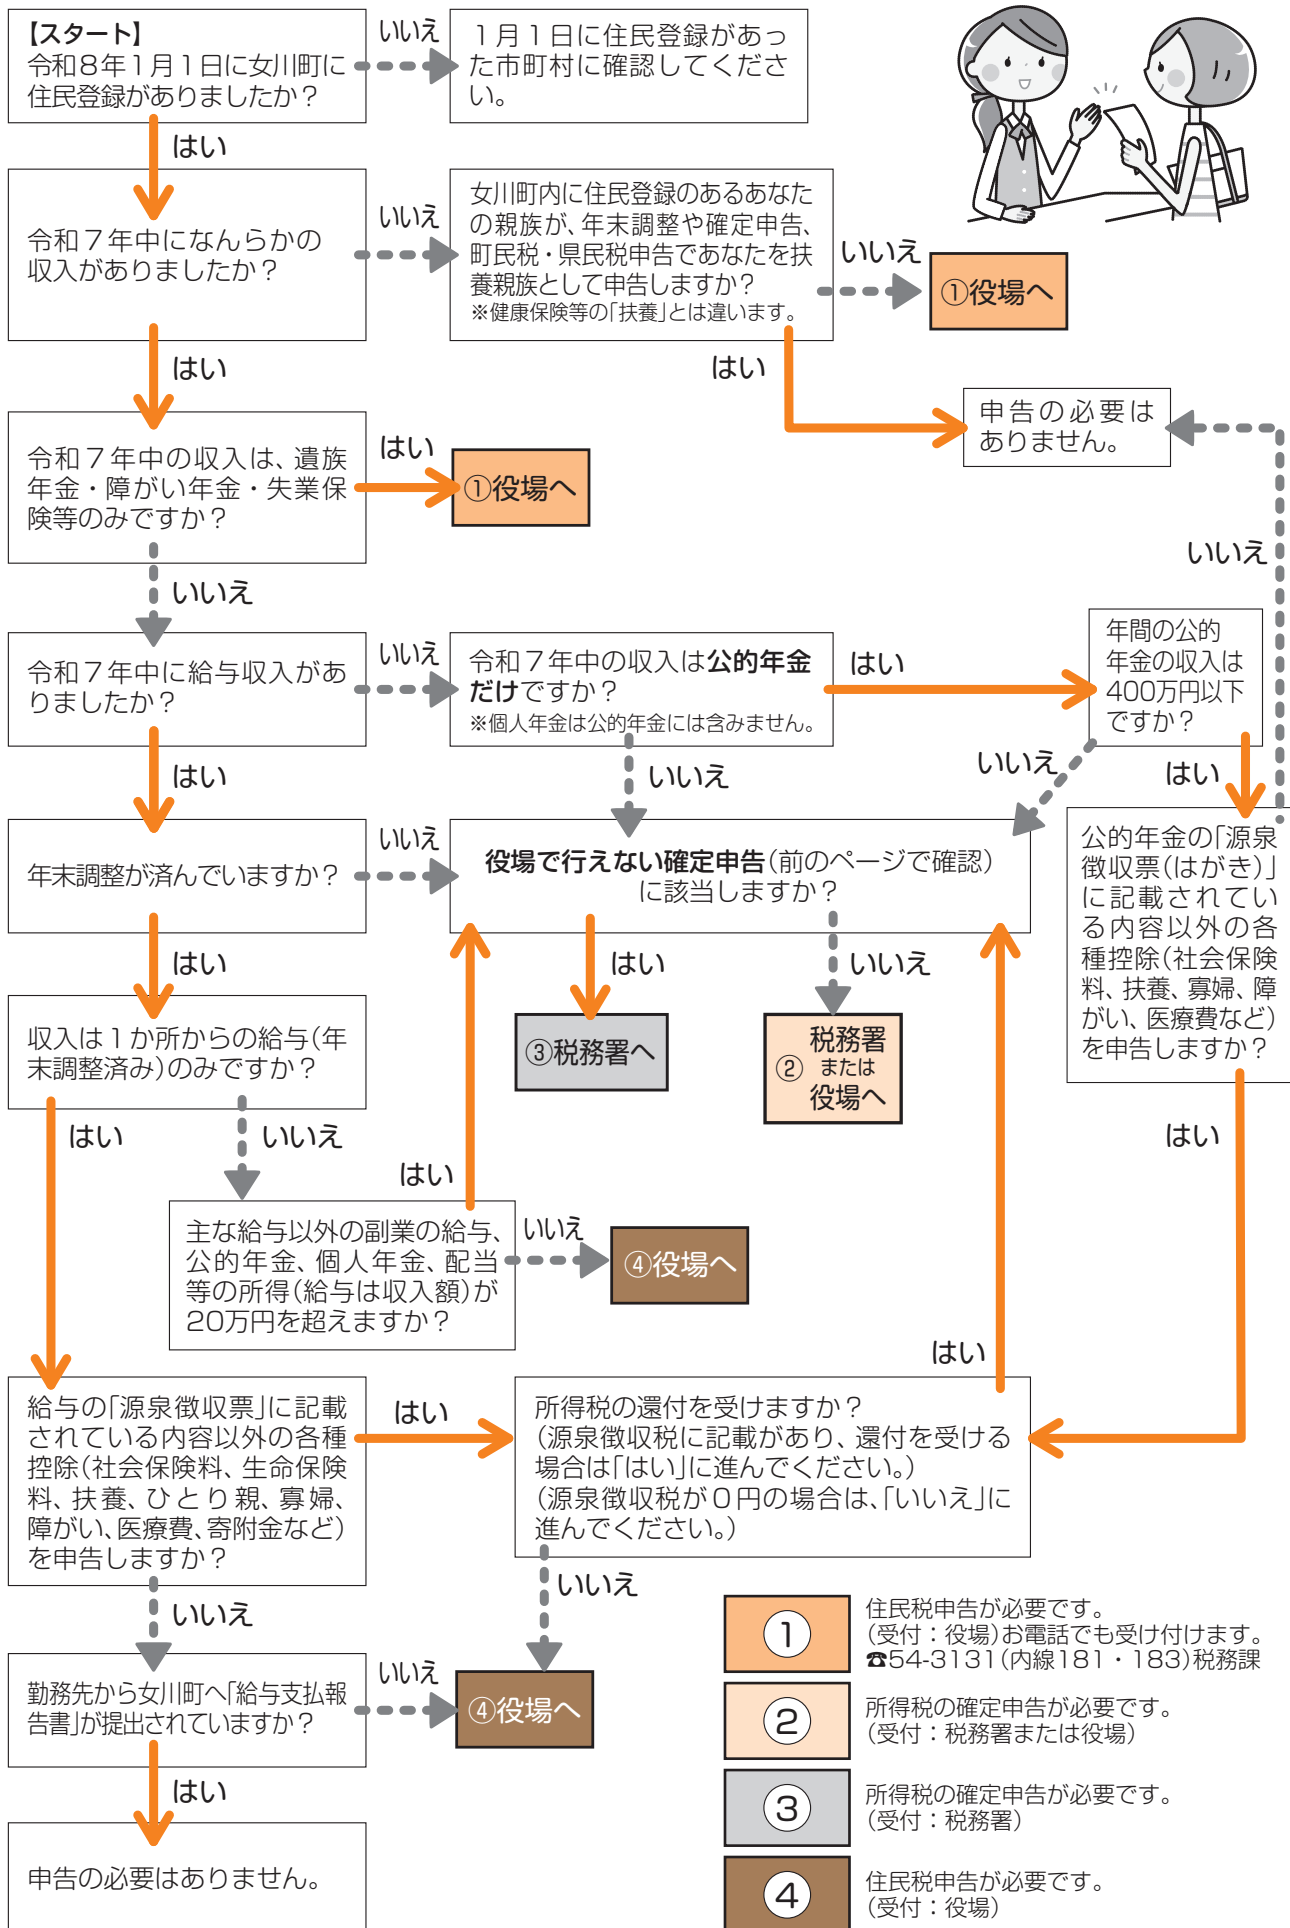 【スタート】
令和８年１月１日に女川町に
住民登録がありましたか？
いいえ
１月１日に住民登録があっ
た市町村に確認してくださ
い。
はい
令和７年中になんらかの
収入がありましたか？
いいえ
女川町内に住民登録のあるあなた
の親族が、年末調整や確定申告、
町民税・県民税申告であなたを扶
養親族として申告しますか？
※健康保険等の「扶養」とは違います。
いいえ
①役場へ
はい
はい
申告の必要は
ありません。
令和７年中の収入は、遺族
年金・障がい年金・失業保
険等のみですか？
はい
①役場へ
いいえ
いいえ
令和７年中に給与収入があ
りましたか？
いいえ
令和７年中の収入は公的年金
だけですか？
※個人年金は公的年金には含みません。
はい
年間の公的
年金の収入は
400万円以下
ですか？
はい
いいえ
いいえ
はい
年末調整が済んでいますか？
いいえ
役場で行えない確定申告（前のページで確認）
に該当しますか？
公的年金の「源泉
徴収票（はがき）」
に記載されてい
る内容以外の各
種控除（社会保険
料、扶養、寡婦、障
がい、医療費など）
を申告しますか？
はい
はい
いいえ
収入は１か所からの給与（年
末調整済み）のみですか？
③税務署へ
②
税務署
または
役場へ
はい
いいえ
はい
はい
主な給与以外の副業の給与、
公的年金、個人年金、配当
等の所得（給与は収入額）が
20万円を超えますか？
いいえ
④役場へ
はい
給与の「源泉徴収票」に記載
されている内容以外の各種
控除（社会保険料、生命保険
料、扶養、ひとり親、寡婦、
障がい、医療費、寄附金など）
を申告しますか？
はい
所得税の還付を受けますか？
（源泉徴収税に記載があり、還付を受ける
場合は「はい」に進んでください。）
（源泉徴収税が０円の場合は、「いいえ」に
進んでください。）
いいえ
いいえ
勤務先から女川町へ「給与支払報
告書」が提出されていますか？
いいえ
④役場へ
はい
申告の必要はありません。
①
住民税申告が必要です。
（受付：役場）お電話でも受け付けます。
☎54-3131（内線181・183）税務課
②
所得税の確定申告が必要です。
（受付：税務署または役場）
③
所得税の確定申告が必要です。
（受付：税務署）
④
住民税申告が必要です。
（受付：役場）